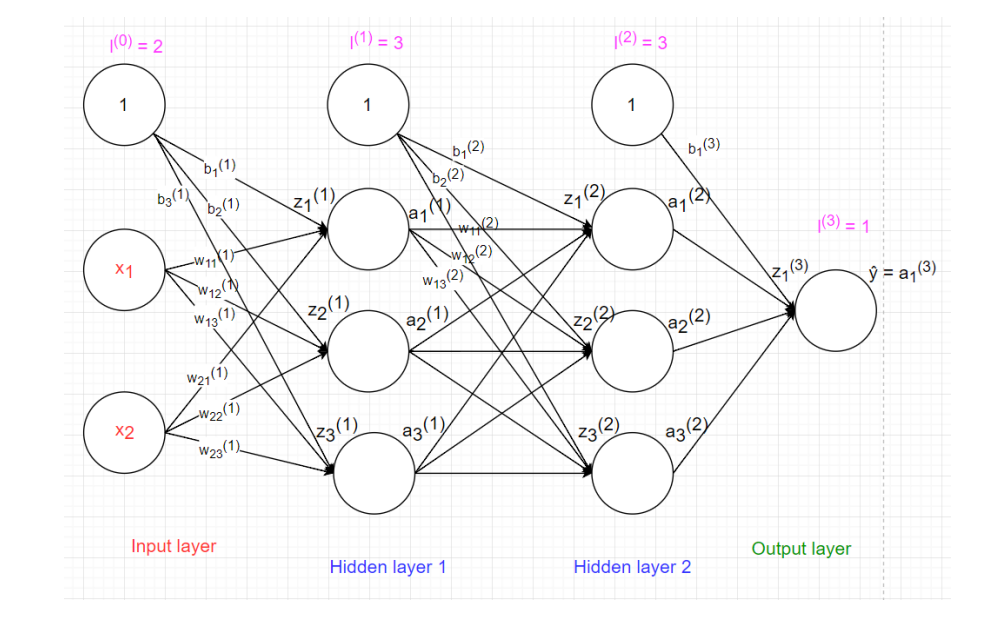 l(0) = 2
l(1) = 3
l(2) = 3
1
1
1
b1(1)
b2(1)
b3(1)
b1(2)
b2(2)
b1(3)
z1(1)
a1(1)
z1(2)
a1(2)
l(3) = 1
x1
w11(1)
w12(1)
w13(1)
w11(2)
w12(2)
w13(2)
z1(3)
ŷ = a1(3)
z2(1)
a2(1)
z2(2)
a2(2)
x2
w21(1)
w22(1)
w23(1)
z3(1)
a3(1)
z3(2)
a3(2)
Input layer
Hidden layer 1
Hidden layer 2
Output layer